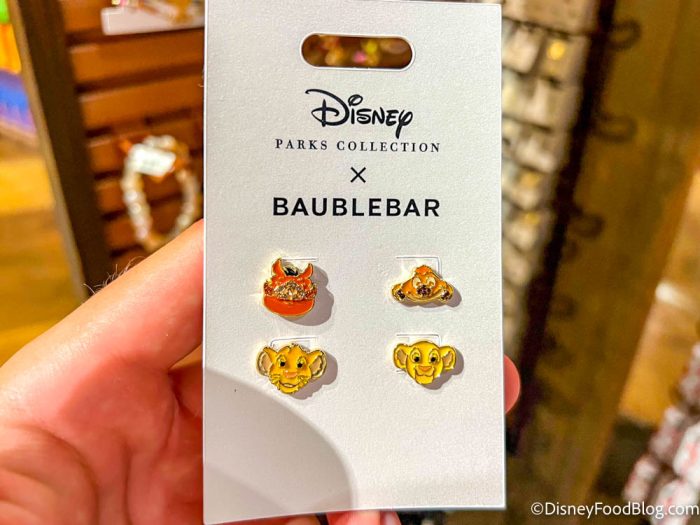 Disney
PARKS COLLECTION
×
BAUBLEBAR
©DisneyFoodBlog.com